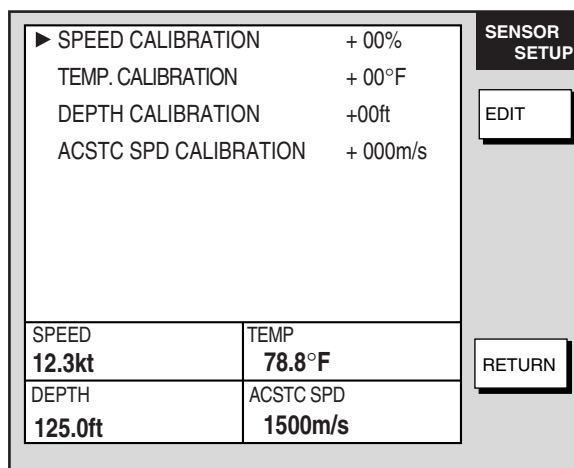 ▶ SPEED CALIBRATION + 00%
TEMP. CALIBRATION + 00°F
DEPTH CALIBRATION +00ft
ACSTC SPD CALIBRATION + 000m/s
SENSOR
SETUP
EDIT
SPEED
12.3kt
TEMP
78.8°F
DEPTH
125.0ft
ACSTC SPD
1500m/s
RETURN